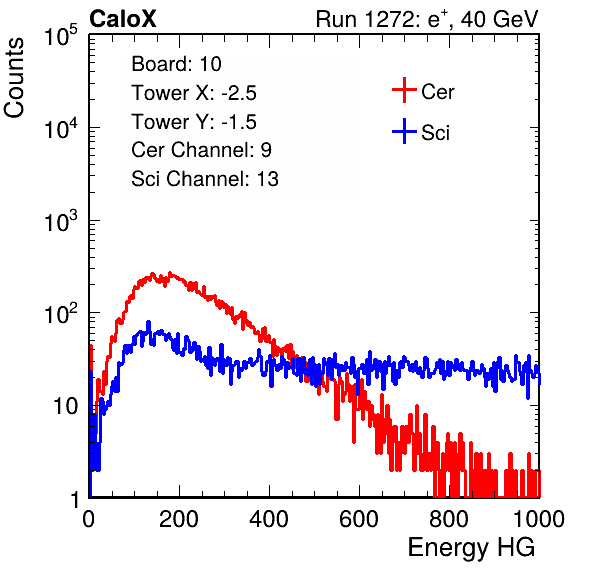 CaloX Run 1272: e⁺, 40 GeV
Counts
10⁵
10⁴
10³
10²
10
1
Board: 10
Tower X: -2.5
Tower Y: -1.5
Cer Channel: 9
Sci Channel: 13
Cer
Sci
0 200 400 600 800 1000
Energy HG